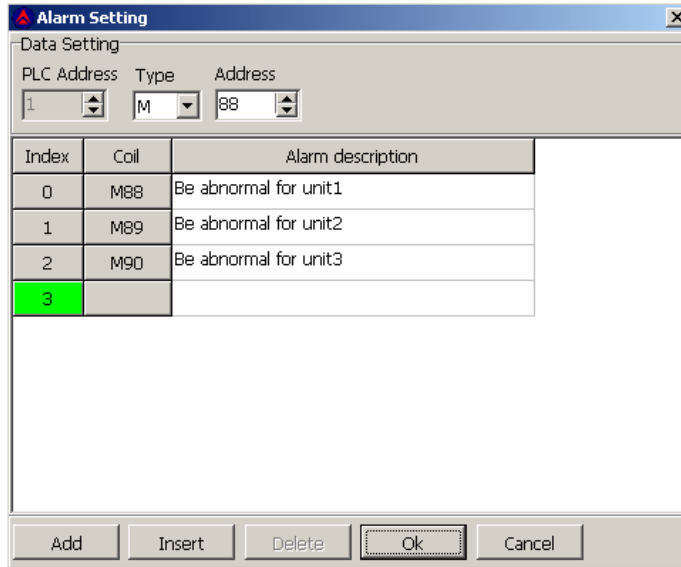 Alarm Setting
Data Setting
PLC Address Type Address
1 M 88
Index Coil Alarm description
0 M88 Be abnormal for unit1
1 M89 Be abnormal for unit2
2 M90 Be abnormal for unit3
3
Add Insert Delete Ok Cancel